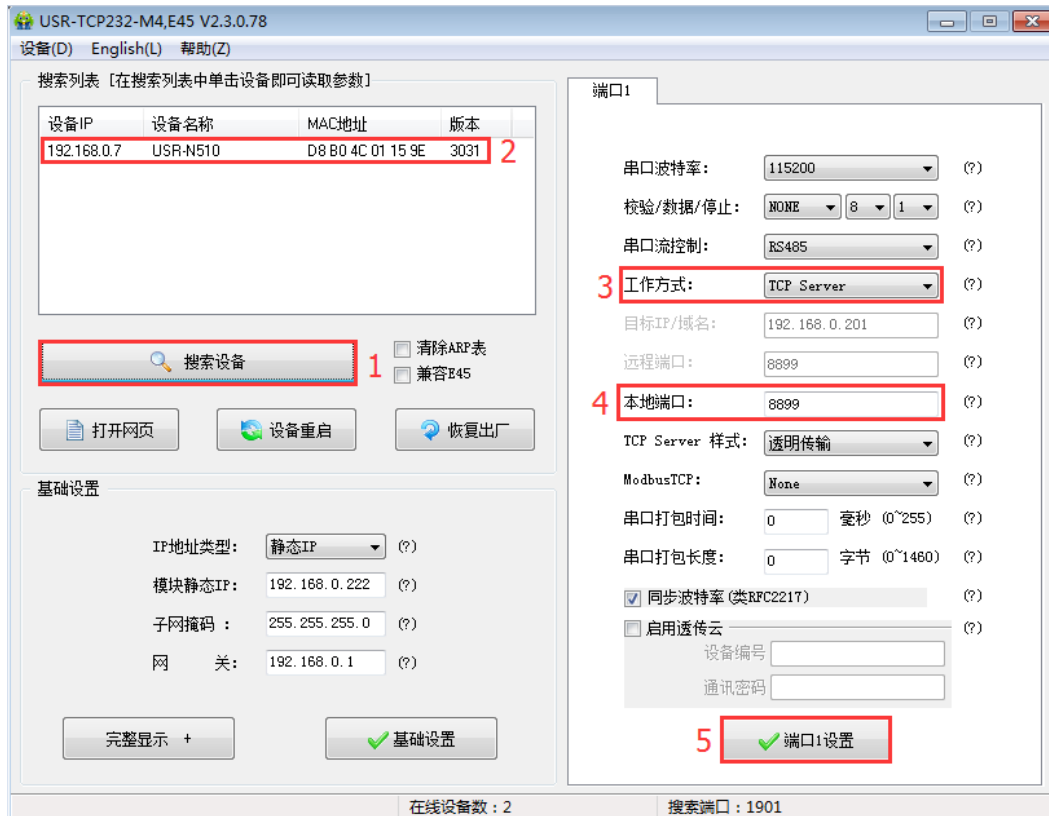 USR-TCP232-M4,E45 V2.3.0.78
设备(D) English(L) 帮助(Z)
搜索列表 [在搜索列表中单击设备即可读取参数]
设备IP 设备名称 MAC地址 版本
192.168.0.7 USR-N510 D8 B0 4C 01 15 9E 3031 2
1 搜索设备
清除ARP表
兼容E45
打开网页 设备重启 恢复出厂
基础设置
IP地址类型: 静态IP (?)
模块静态IP: 192.168.0.222 (?)
子网掩码 : 255.255.255.0 (?)
网 关: 192.168.0.1 (?)
完整显示 + 基础设置
端口1
串口波特率: 115200 (?)
校验/数据/停止: NONE 8 1 (?)
串口流控制: RS485 (?)
3 工作方式: TCP Server (?)
目标IP/域名: 192.168.0.201 (?)
远程端口: 8899 (?)
4 本地端口: 8899 (?)
TCP Server 样式: 透明传输 (?)
ModbusTCP: None (?)
串口打包时间: 0 毫秒 (0~255) (?)
串口打包长度: 0 字节 (0~1460) (?)
同步波特率(类RFC2217) (?)
启用透传云 (?)
设备编号
通讯密码
5 端口1设置
在线设备数：2 搜索端口：1901